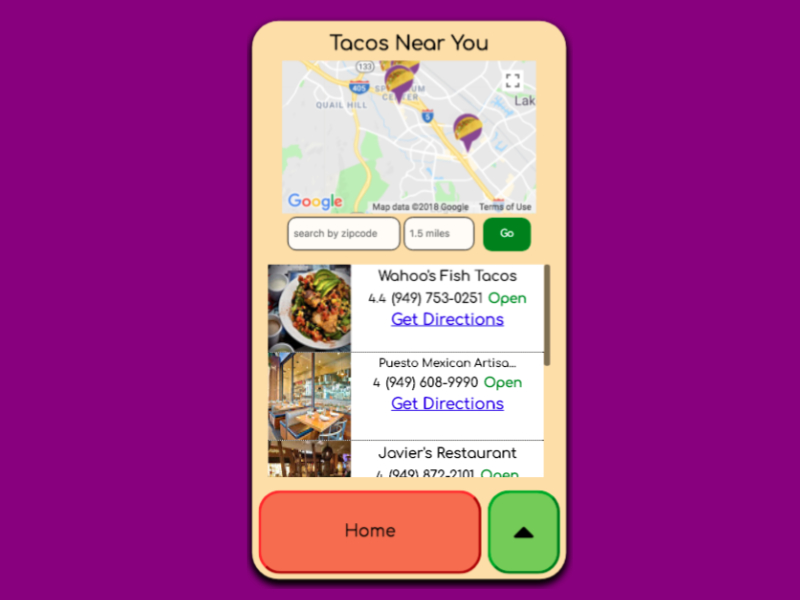 Tacos Near You
133
405
QUAIL HILL
CENTER
5
Lak
Google
Map data ©2018 Google
Terms of Use
search by zipcode
1.5 miles
Go
Wahoo's Fish Tacos
4.4 (949) 753-0251 Open
Get Directions
Puesto Mexican Artisa...
4 (949) 608-9990 Open
Get Directions
Javier's Restaurant
4 (949) 872-2101 Open
Home